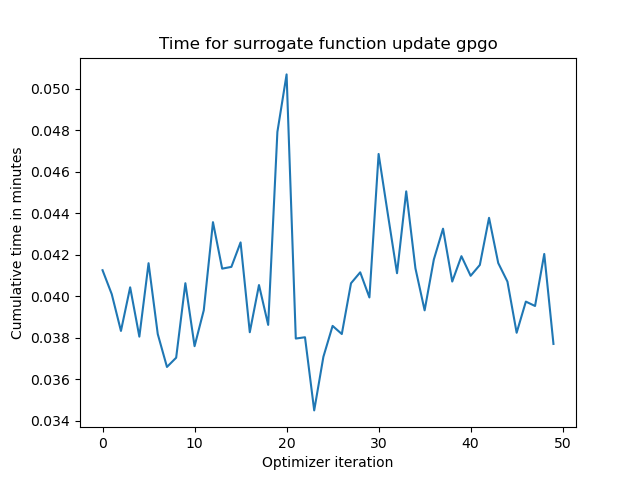 Time for surrogate function update gpgo
Cumulative time in minutes
0.050
0.048
0.046
0.044
0.042
0.040
0.038
0.036
0.034
0 10 20 30 40 50
Optimizer iteration